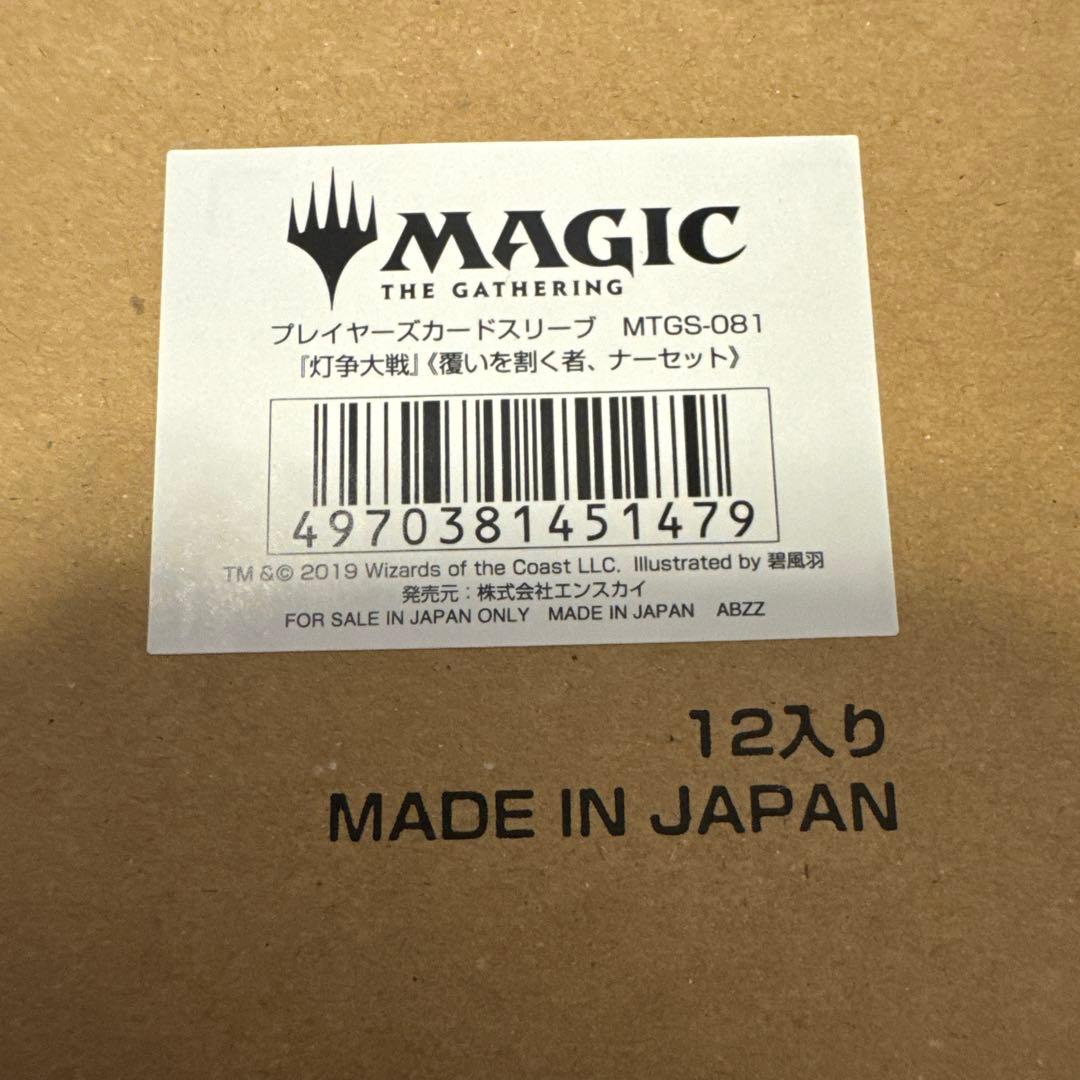 MAGIC
THE GATHERING
プレイヤーズカードスリーブ MTGS-081
『灯争大戦』《覆いを割く者、ナーセット》
4970381451479
TM &© 2019 Wizards of the Coast LLC. Illustrated by 碧風羽
発売元：株式会社エンスカイ
FOR SALE IN JAPAN ONLY MADE IN JAPAN ABZZ
12入り
MADE IN JAPAN